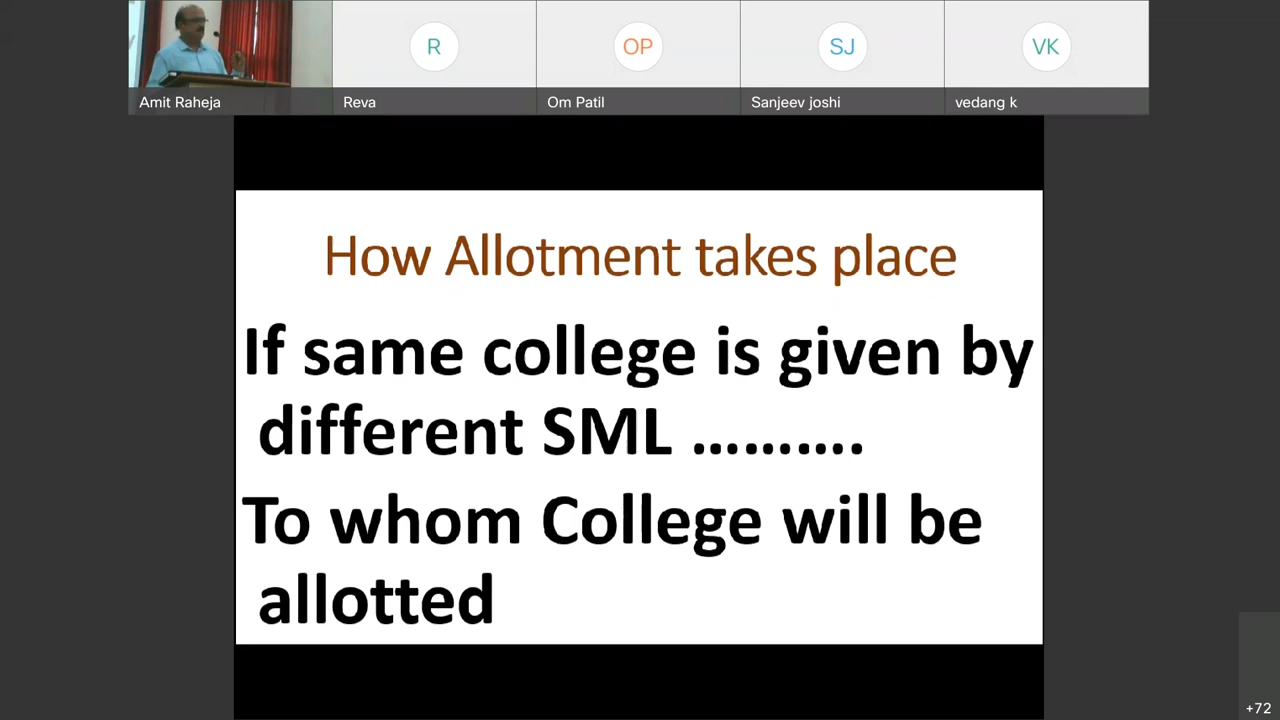 R
OP
SJ
VK
Amit Raheja
Reva
Om Patil
Sanjeev joshi
vedang k
How Allotment takes place
If same college is given by
different SML ..........
To whom College will be
allotted
+72